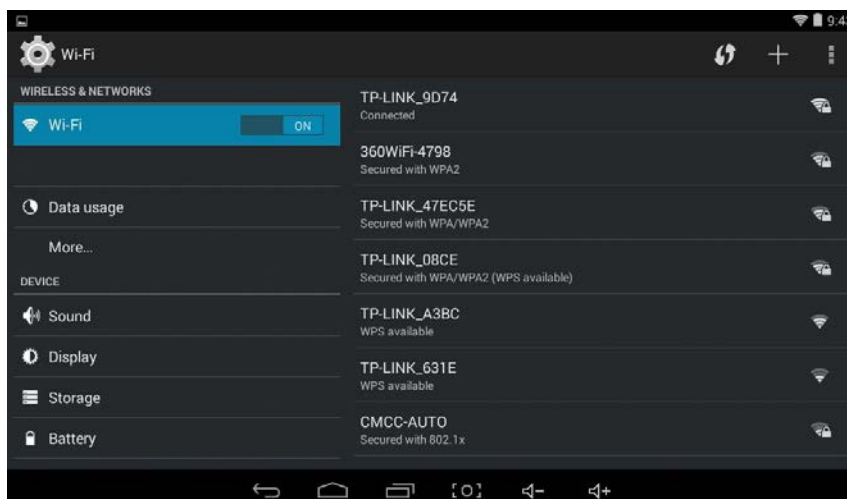 9:4
Wi-Fi
WIRELESS & NETWORKS
Wi-Fi
ON
Data usage
More...
DEVICE
Sound
Display
Storage
Battery
TP-LINK_9D74
Connected
360WiFi-4798
Secured with WPA2
TP-LINK_47EC5E
Secured with WPA/WPA2
TP-LINK_08CE
Secured with WPA/WPA2 (WPS available)
TP-LINK_A3BC
WPS available
TP-LINK_631E
WPS available
CMCC-AUTO
Secured with 802.1x